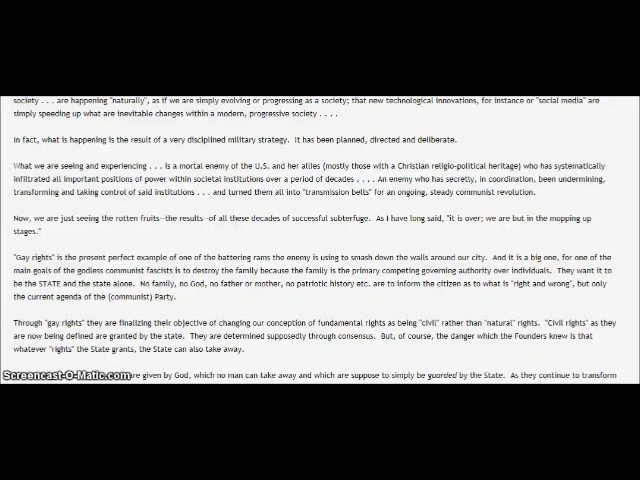 society . . . are happening "naturally", as if we are simply evolving or progressing as a society; that new technological innovations, for instance or "social media" are
simply speeding up what are inevitable changes within a modern, progressive society . . . .
In fact, what is happening is the result of a very disciplined military strategy. It has been planned, directed and deliberate.
What we are seeing and experiencing . . . is a mortal enemy of the U.S. and her allies (mostly those with a Christian religio-political heritage) who has systematically
infiltrated all important positions of power within societal institutions over a period of decades . . . . An enemy who has secretly, in coordination, been undermining,
transforming and taking control of said institutions . . . and turned them all into "transmission belts" for an ongoing, steady communist revolution.
Now, we are just seeing the rotten fruits--the results--of all these decades of successful subterfuge. As I have long said, "it is over; we are but in the mopping up
stages."
"Gay rights" is the present perfect example of one of the battering rams the enemy is using to smash down the walls around our city. And it is a big one, for one of the
main goals of the godless communist fascists is to destroy the family because the family is the primary competing governing authority over individuals. They want it to
be the STATE and the state alone. No family, no God, no father or mother, no patriotic history etc. are to inform the citizen as to what is "right and wrong", but only
the current agenda of the (communist) Party.
Through "gay rights" they are finalizing their objective of changing our conception of fundamental rights as being "civil" rather than "natural" rights. "Civil rights" as they
are now being defined are granted by the state. They are determined supposedly through consensus. But, of course, the danger which the Founders knew is that
whatever "rights" the State grants, the State can also take away.
Screencast-O-Matic.com are given by God, which no man can take away and which are suppose to simply be guarded by the State. As they continue to transform